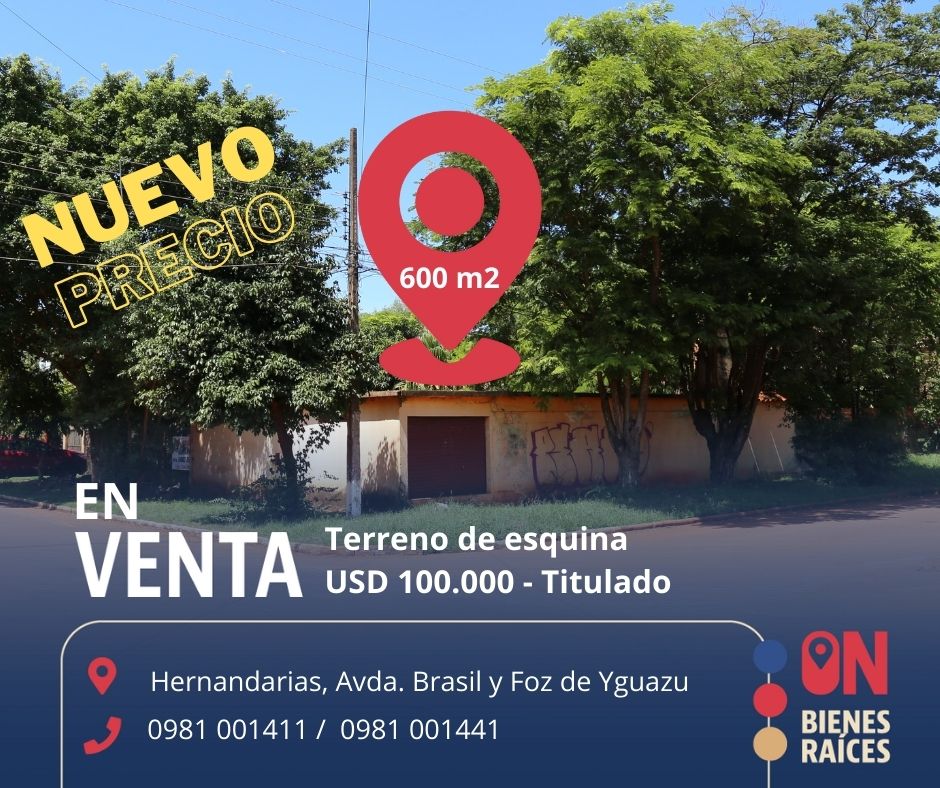 NUEVO
PRECIO
600 m2
EN
VENTA
Terreno de esquina
USD 100.000 - Titulado
Hernandarias, Avda. Brasil y Foz de Yguazu
0981 001411 / 0981 001441
ON
BIENES
RAÍCES